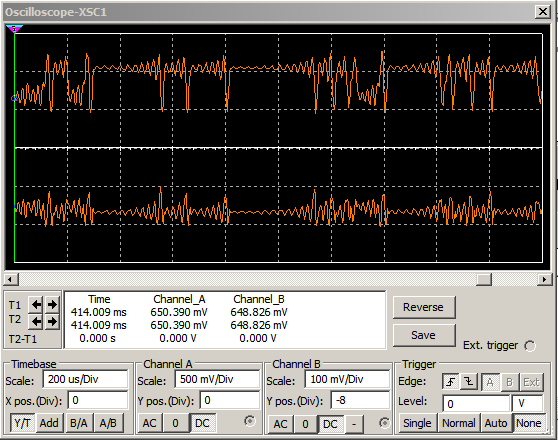 Oscilloscope-XSC1
T1
T2
T2-T1
Time Channel_A Channel_B
414.009 ms 650.390 mV 648.826 mV
414.009 ms 650.390 mV 648.826 mV
0.000 s 0.000 V 0.000 V
Reverse
Save
Ext. trigger
Timebase
Scale: 200 us/Div
X pos.(Div): 0
Y/T Add B/A A/B
Channel A
Scale: 500 mV/Div
Y pos.(Div): 0
AC 0 DC
Channel B
Scale: 100 mV/Div
Y pos.(Div): -8
AC 0 DC -
Trigger
Edge: A B Ext
Level: 0 V
Single Normal Auto None